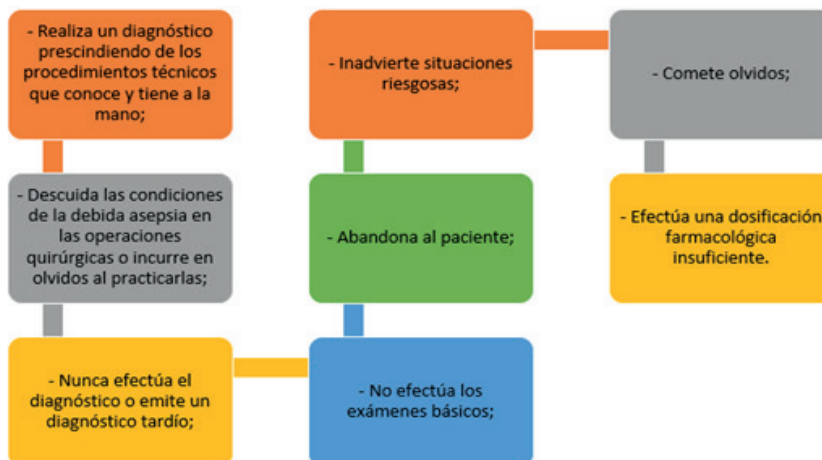 - Realiza un diagnóstico
prescindiendo de los
procedimientos técnicos
que conoce y tiene a la
mano;
- Descuida las condiciones
de la debida asepsia en
las operaciones
quirúrgicas o incurre en
olvidos al practicarlas;
- Nunca efectúa el
diagnóstico o emite un
diagnóstico tardío;
- No efectúa los
exámenes básicos;
- Abandona al paciente;
- Inadvierte situaciones
riesgosas;
- Comete olvidos;
- Efectúa una dosificación
farmacológica
insuficiente.